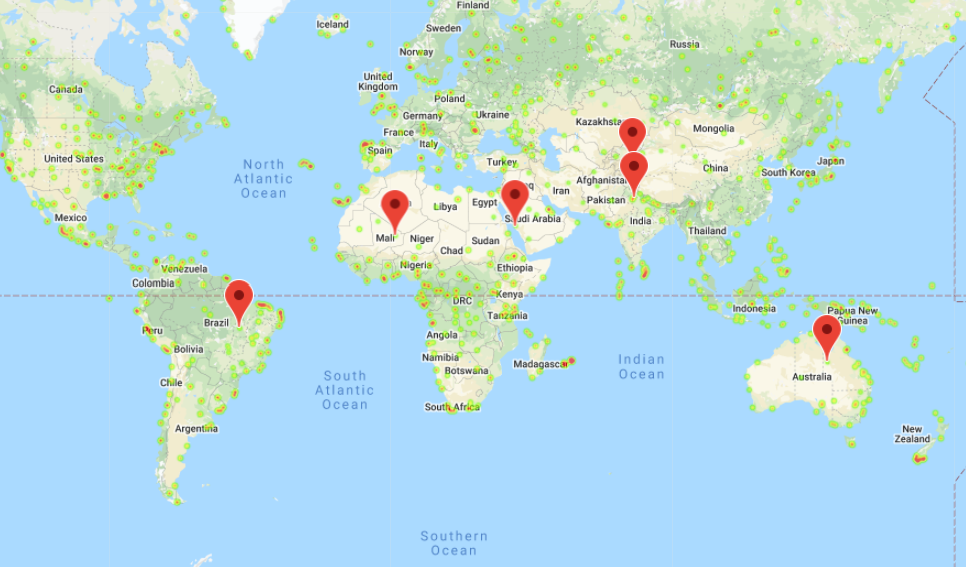 Finland
Iceland
Sweden
Russia
Norway
United
Kingdom
Canada
Poland
Germany
Ukraine
Kazakhsta
Mongolia
France
Italy
Spain
United States
North
Atlantic
Ocean
Turkey
China
Japan
South Korea
Afghanistan
Iran
Pakistan
Libya
Egypt
Mexico
Saudi Arabia
India
Mali
Niger
Sudan
Thailand
Chad
Nigeria
Ethiopia
Venezuela
Colombia
Kenya
DRC
Indonesia
Papua New
Guinea
Tanzania
Brazil
Peru
Angola
Bolivia
Namibia
Botswana
Madagascar
Indian
Ocean
Australia
Chile
South
Atlantic
Ocean
South Africa
Argentina
New
Zealand
Southern
Ocean